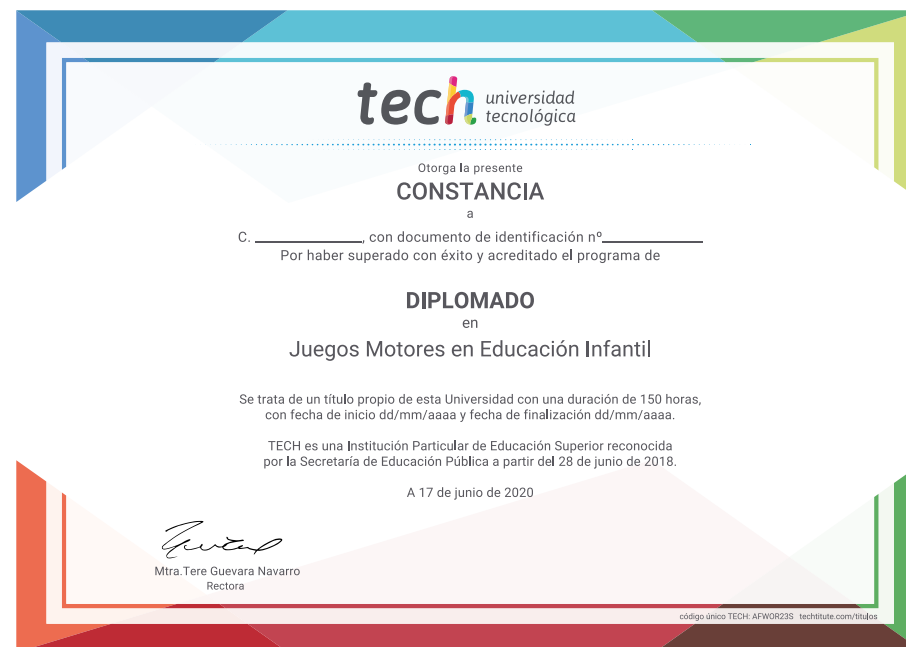 tech universidad
tecnológica
Otorga la presente
CONSTANCIA
a
C. ____________, con documento de identificación nº____________
Por haber superado con éxito y acreditado el programa de
DIPLOMADO
en
Juegos Motores en Educación Infantil
Se trata de un título propio de esta Universidad con una duración de 150 horas,
con fecha de inicio dd/mm/aaaa y fecha de finalización dd/mm/aaaa.
TECH es una Institución Particular de Educación Superior reconocida
por la Secretaría de Educación Pública a partir del 28 de junio de 2018.
A 17 de junio de 2020
Mtra.Tere Guevara Navarro
Rectora
código único TECH: AFWOR23S techtitute.com/titulos